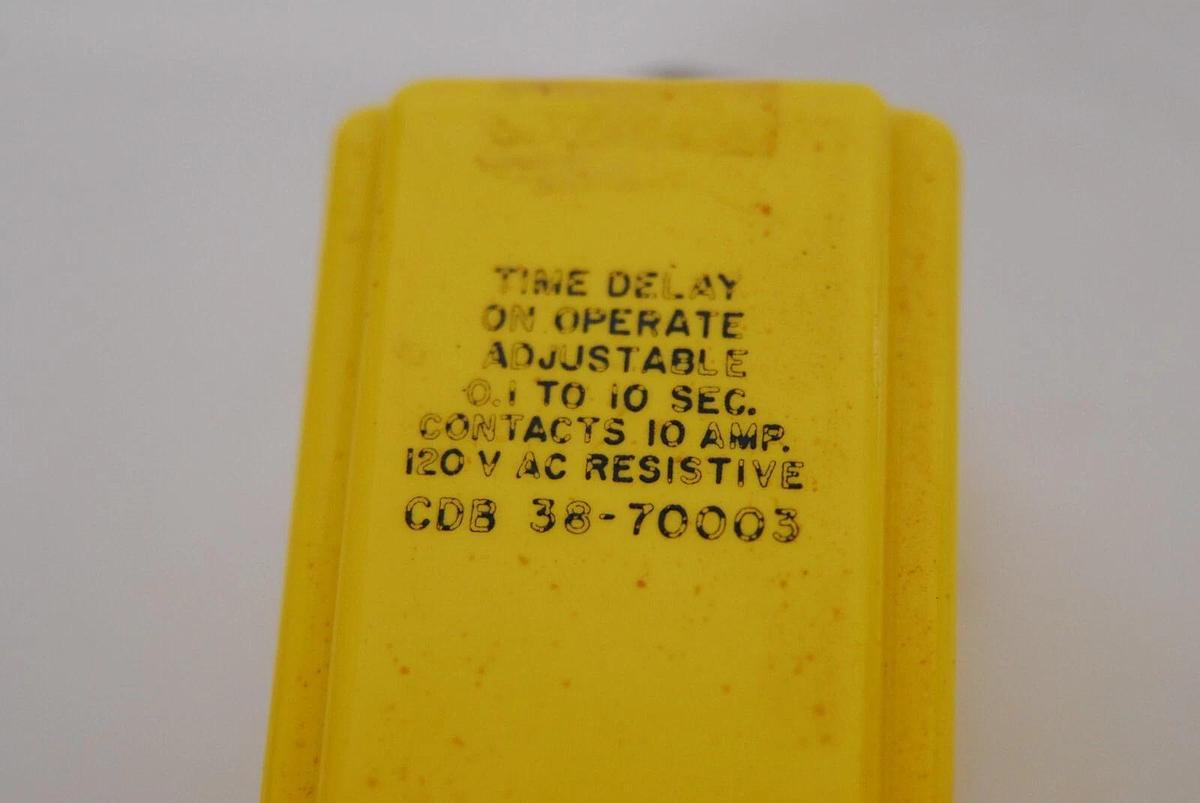 TIME DELAY
ON OPERATE
ADJUSTABLE
0.1 TO 10 SEC.
CONTACTS 10 AMP.
120 V AC RESISTIVE
CDB 38-70003